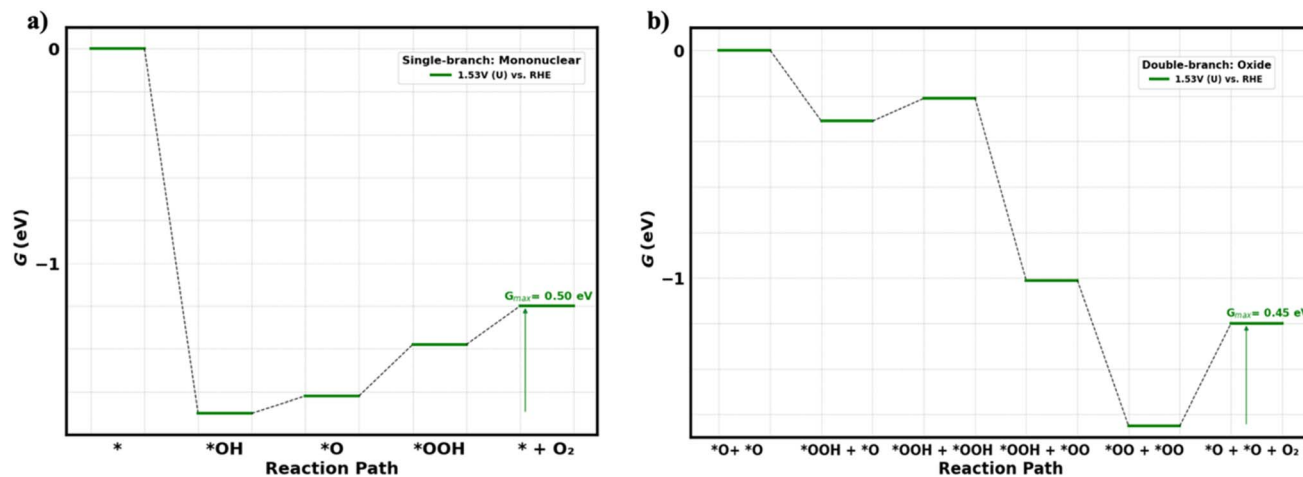 a)
0
−1
G (eV)
Single-branch: Mononuclear
1.53V (U) vs. RHE
Gmax= 0.50 eV
* *OH *O *OOH * + O₂
Reaction Path
b)
0
−1
G (eV)
Double-branch: Oxide
1.53V (U) vs. RHE
Gmax= 0.45 eV
*O+ *O *OOH + *O *OOH + *OOH *OOH + *OO *OO + *OO *O + *O + O₂
Reaction Path